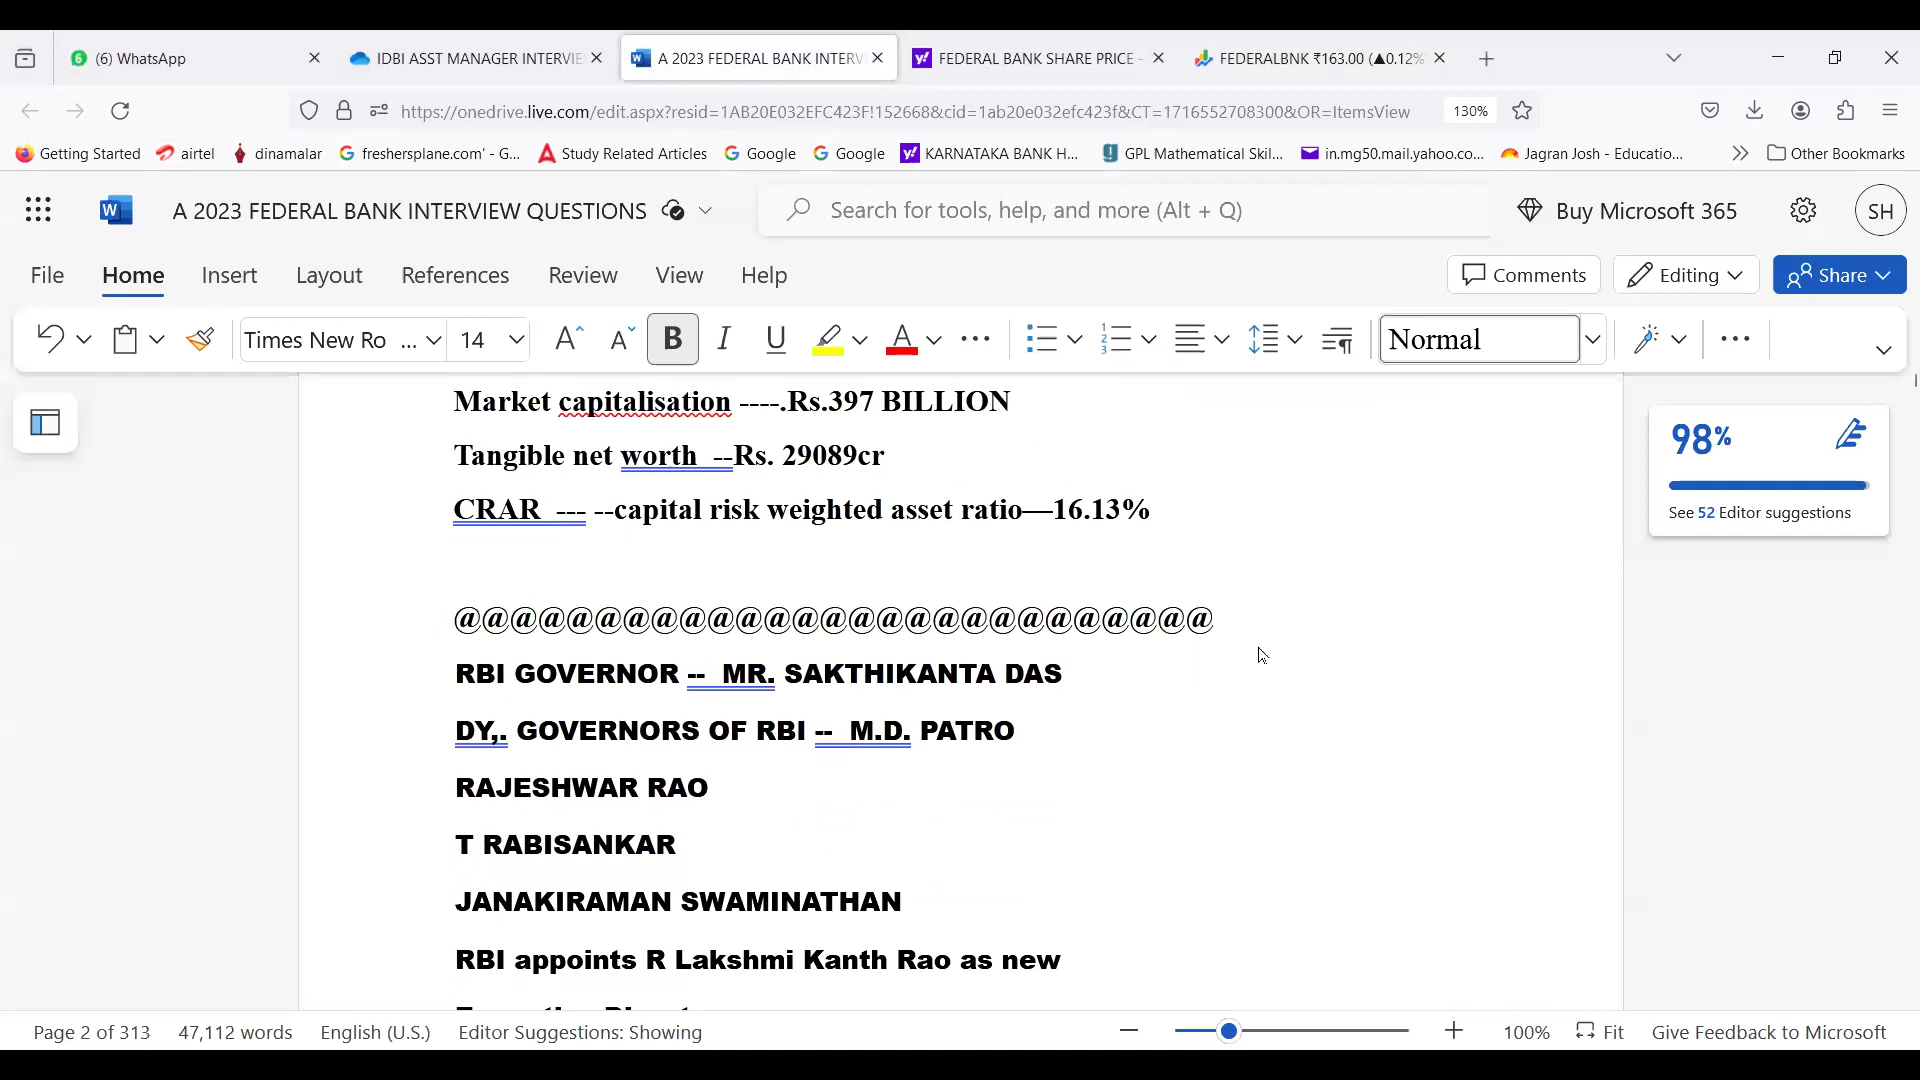 (6) WhatsApp
IDBI ASST MANAGER INTERVIE
A 2023 FEDERAL BANK INTERV
FEDERAL BANK SHARE PRICE -
FEDERALBNK ₹163.00 (▲0.12%
https://onedrive.live.com/edit.aspx?resid=1AB20E032EFC423F!152668&cid=1ab20e032efc423f&CT=1716552708300&OR=ItemsView
130%
Getting Started
airtel
dinamalar
freshersplane.com' - G...
Study Related Articles
Google
Google
KARNATAKA BANK H...
GPL Mathematical Skil...
in.mg50.mail.yahoo.co...
Jagran Josh - Educatio...
Other Bookmarks
W
A 2023 FEDERAL BANK INTERVIEW QUESTIONS
Search for tools, help, and more (Alt + Q)
Buy Microsoft 365
SH
File
Home
Insert
Layout
References
Review
View
Help
Comments
Editing
Share
Times New Ro ...
14
B
I
U
Normal
Market capitalisation ----.Rs.397 BILLION
Tangible net worth --Rs. 29089cr
CRAR --- --capital risk weighted asset ratio—16.13%
@@@@@@@@@@@@@@@@@@@@@@@@@@@
RBI GOVERNOR -- MR. SAKTHIKANTA DAS
DY,. GOVERNORS OF RBI -- M.D. PATRO
RAJESHWAR RAO
T RABISANKAR
JANAKIRAMAN SWAMINATHAN
RBI appoints R Lakshmi Kanth Rao as new
98%
See 52 Editor suggestions
Page 2 of 313
47,112 words
English (U.S.)
Editor Suggestions: Showing
100%
Fit
Give Feedback to Microsoft